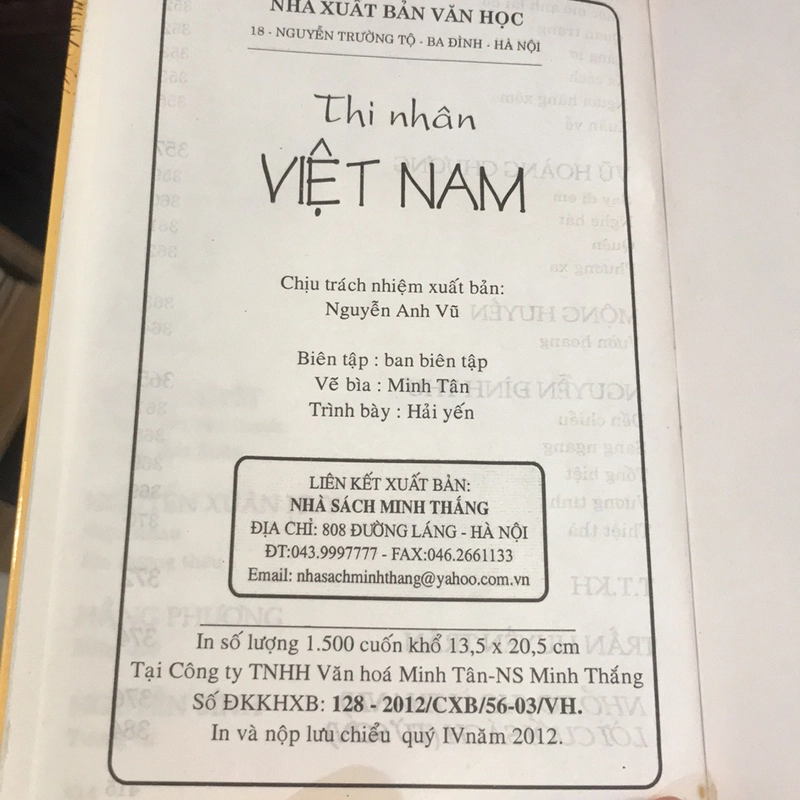 NHÀ XUẤT BẢN VĂN HỌC
18 - NGUYỄN TRƯỜNG TỘ - BA ĐÌNH - HÀ NỘI
Thi nhân
VIỆT NAM
Chịu trách nhiệm xuất bản:
Nguyễn Anh Vũ
Biên tập : ban biên tập
Vẽ bìa : Minh Tân
Trình bày : Hải yến
LIÊN KẾT XUẤT BẢN:
NHÀ SÁCH MINH THẮNG
ĐỊA CHỈ: 808 ĐƯỜNG LÁNG - HÀ NỘI
ĐT:043.9997777 - FAX:046.2661133
Email: nhasachminhthang@yahoo.com.vn
In số lượng 1.500 cuốn khổ 13,5 x 20,5 cm
Tại Công ty TNHH Văn hoá Minh Tân-NS Minh Thắng
Số ĐKKHXB: 128 - 2012/CXB/56-03/VH.
In và nộp lưu chiểu quý IVnăm 2012.